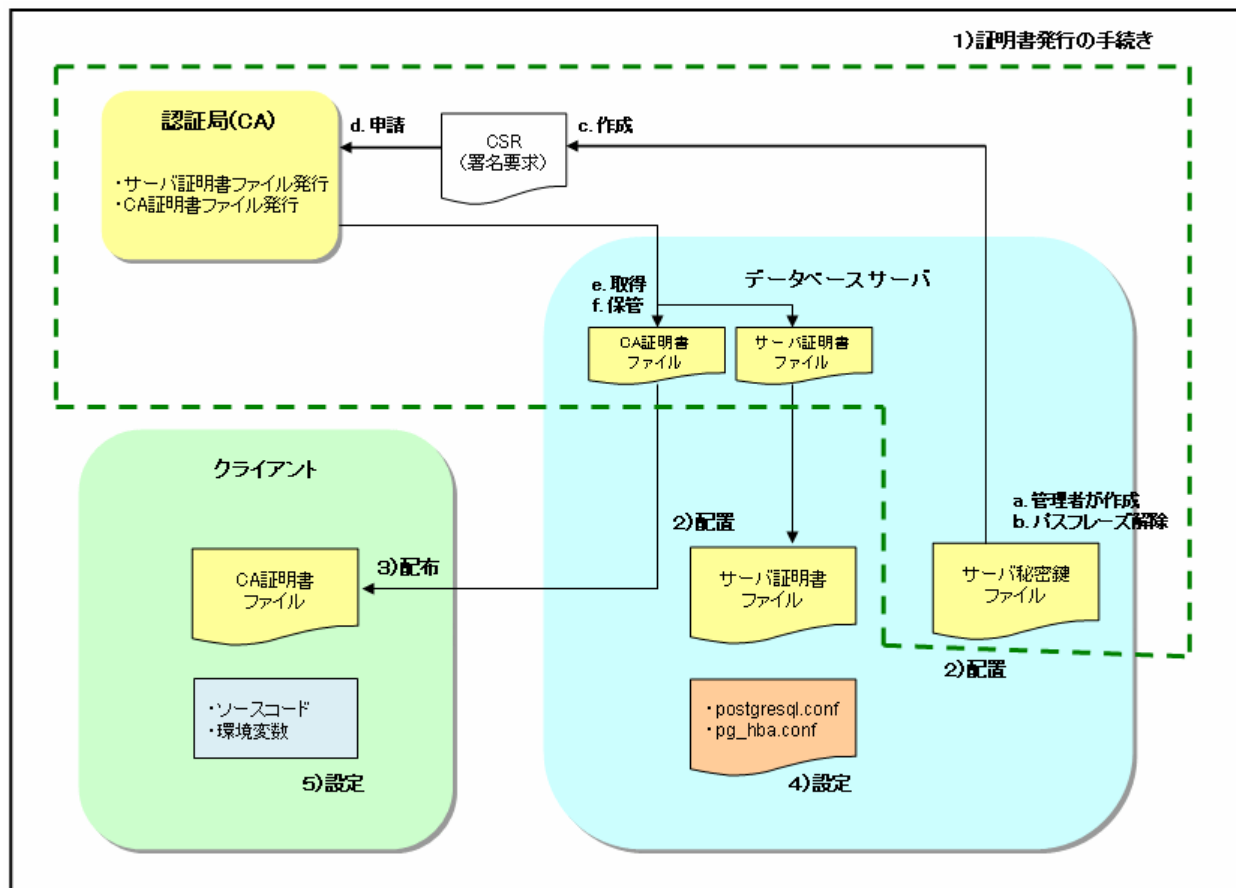 1)証明書発行の手続き
認証局(CA)
・サーバ証明書ファイル発行
・CA証明書ファイル発行
d. 申請
CSR
(署名要求)
c. 作成
データベースサーバ
e. 取得
f. 保管
CA証明書
ファイル
サーバ証明書
ファイル
クライアント
2)配置
a. 管理者が作成
b. パスフレーズ解除
CA証明書
ファイル
3)配布
サーバ証明書
ファイル
サーバ秘密鍵
ファイル
2)配置
・ソースコード
・環境変数
・postgresql.conf
・pg_hba.conf
5)設定
4)設定